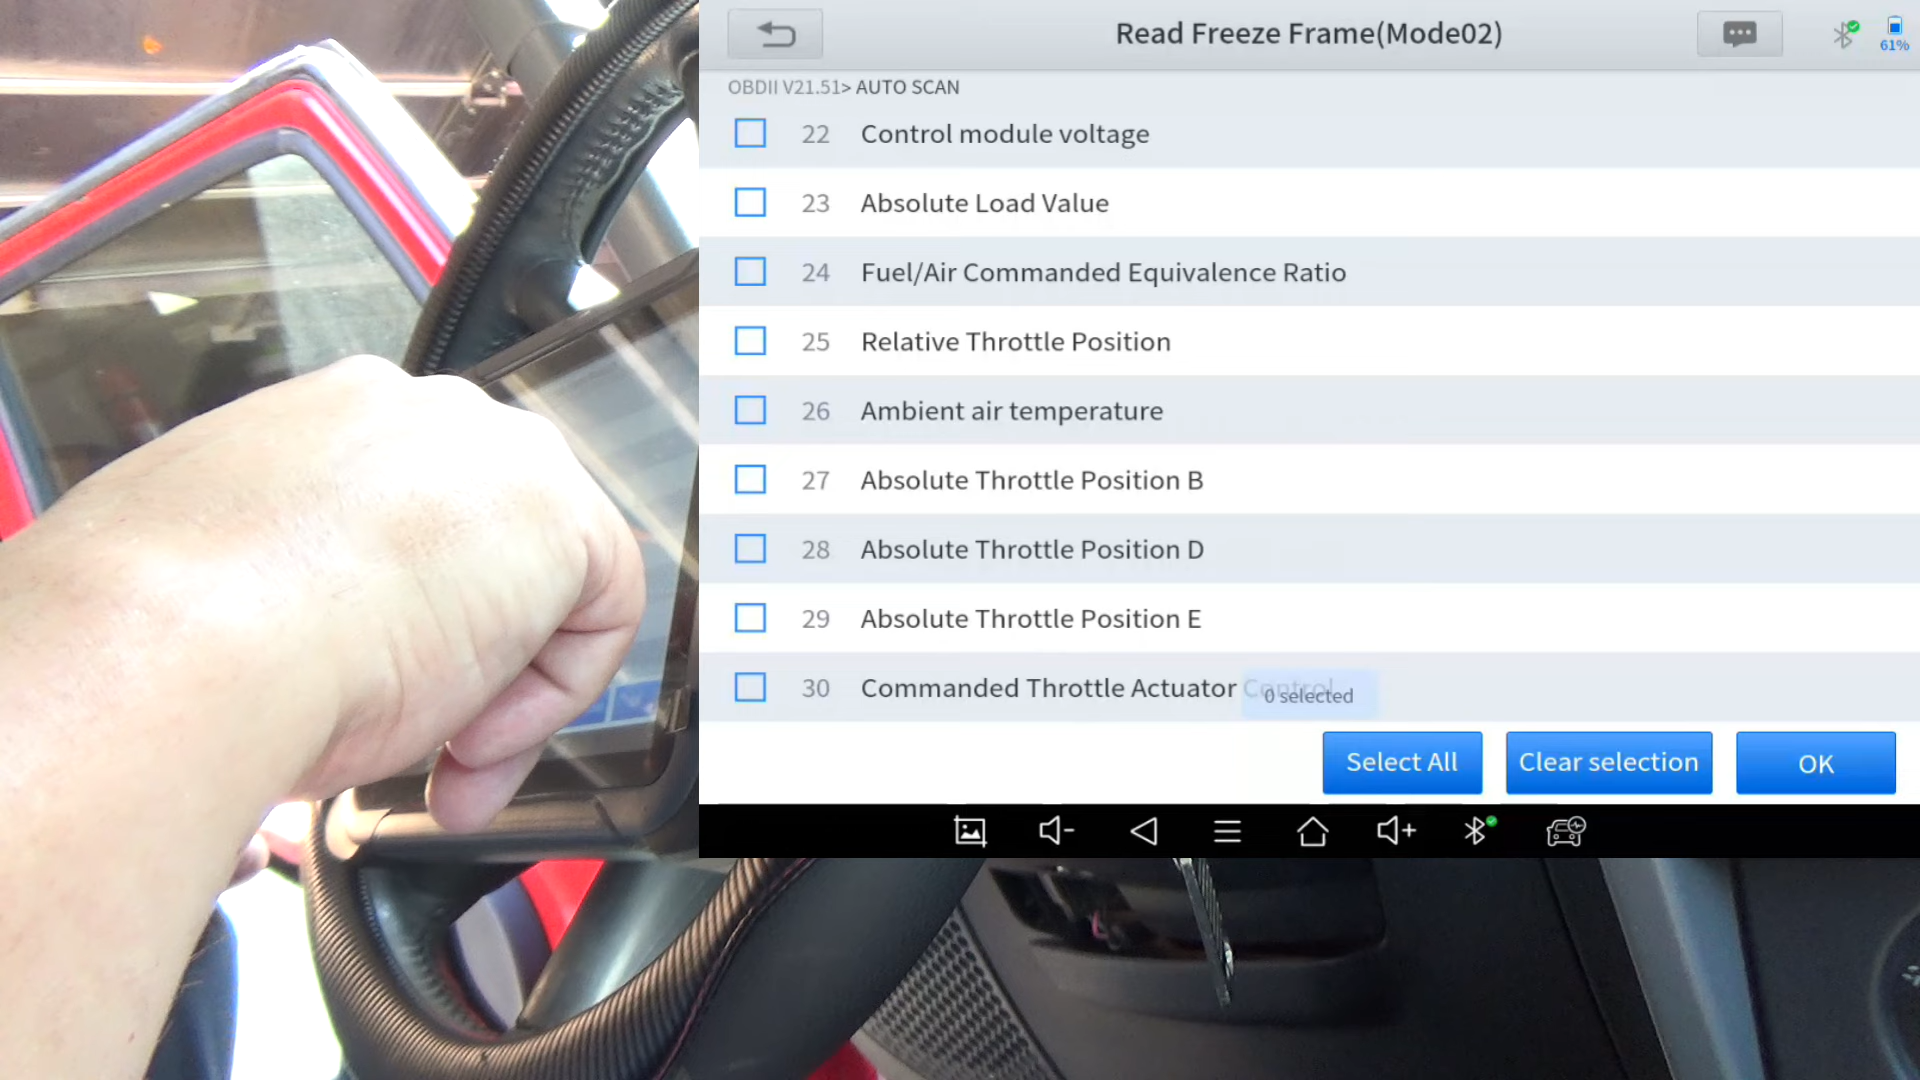 Read Freeze Frame(Mode02)
61%
OBDII V21.51> AUTO SCAN
22 Control module voltage
23 Absolute Load Value
24 Fuel/Air Commanded Equivalence Ratio
25 Relative Throttle Position
26 Ambient air temperature
27 Absolute Throttle Position B
28 Absolute Throttle Position D
29 Absolute Throttle Position E
30 Commanded Throttle Actuator Control
0 selected
Select All Clear selection OK